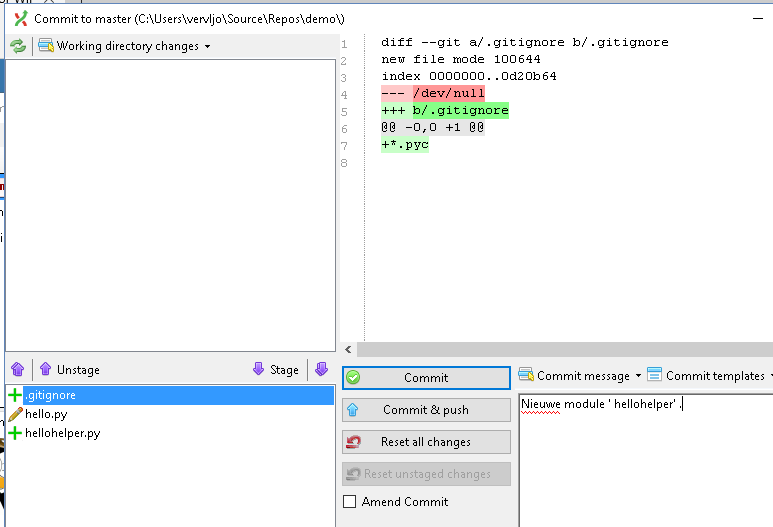 Commit to master (C:\Users\vervljo\Source\Repos\demo\)
Working directory changes
1 diff --git a/.gitignore b/.gitignore
2 new file mode 100644
3 index 0000000..0d20b64
4 --- /dev/null
5 +++ b/.gitignore
6 @@ -0,0 +1 @@
7 +*.pyc
8
Unstage
Stage
.gitignore
hello.py
hellohelper.py
Commit
Commit & push
Reset all changes
Reset unstaged changes
Amend Commit
Commit message
Commit templates
Nieuwe module ' hellohelper' .